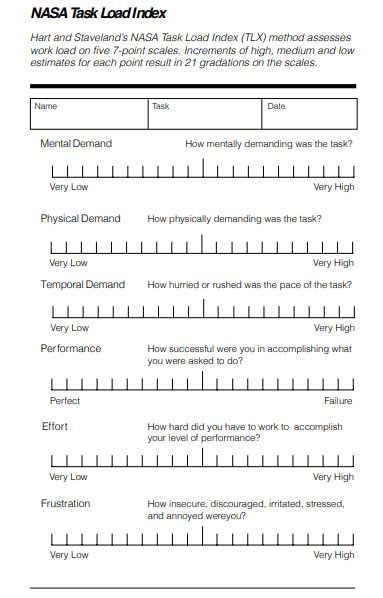 NASA Task Load Index
Hart and Staveland's NASA Task Load Index (TLX) method assesses
work load on five 7-point scales. Increments of high, medium and low
estimates for each point result in 21 gradations on the scales.
Name Task Date
Mental Demand How mentally demanding was the task?
Very Low Very High
Physical Demand How physically demanding was the task?
Very Low Very High
Temporal Demand How hurried or rushed was the pace of the task?
Very Low Very High
Performance How successful were you in accomplishing what
you were asked to do?
Perfect Failure
Effort How hard did you have to work to accomplish
your level of performance?
Very Low Very High
Frustration How insecure, discouraged, irritated, stressed,
and annoyed wereyou?
Very Low Very High